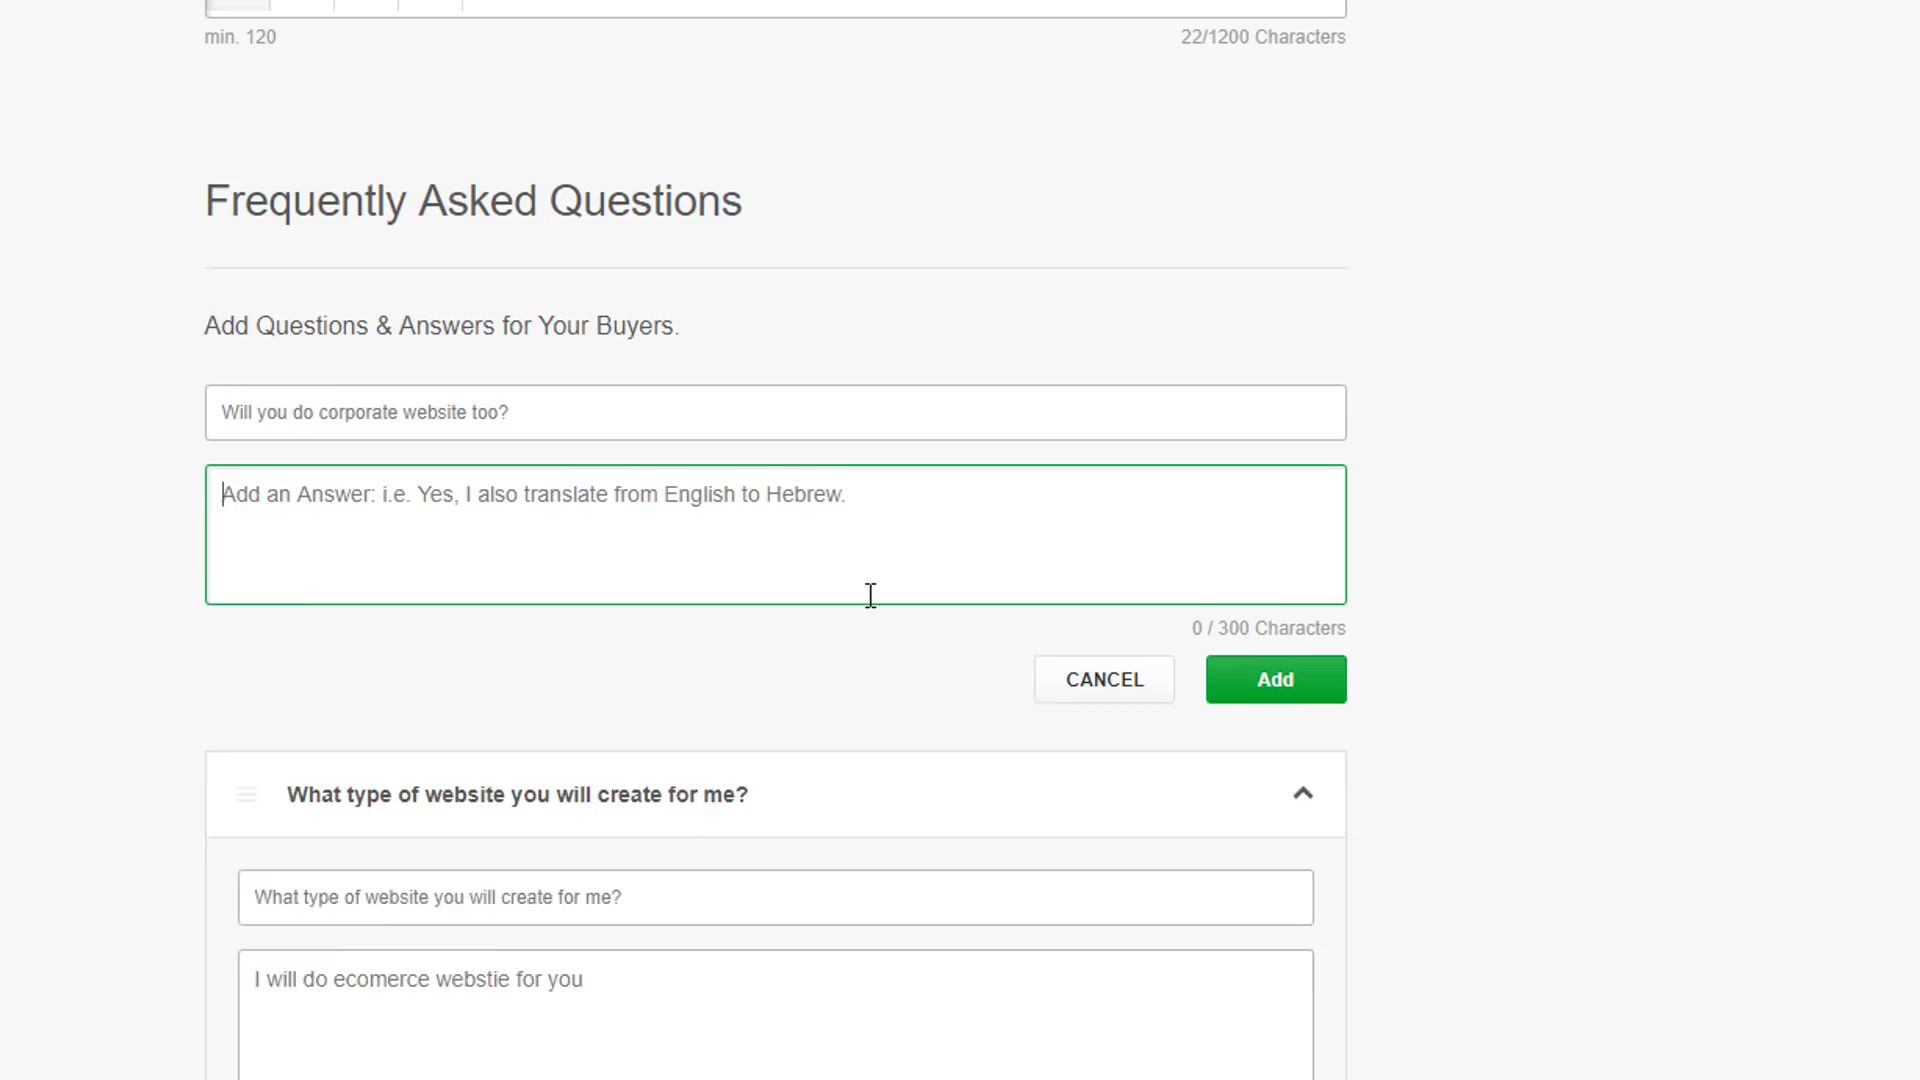 min. 120
22/1200 Characters
Frequently Asked Questions
Add Questions & Answers for Your Buyers.
Will you do corporate website too?
Add an Answer: i.e. Yes, I also translate from English to Hebrew.
0 / 300 Characters
CANCEL
Add
What type of website you will create for me?
What type of website you will create for me?
I will do ecomerce webstie for you